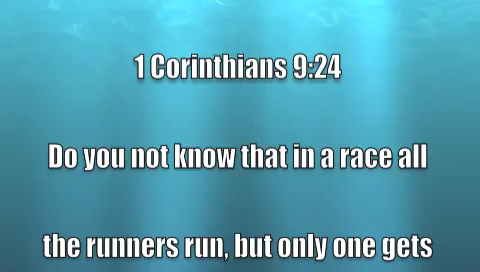 1 Corinthians 9:24
Do you not know that in a race all
the runners run, but only one gets